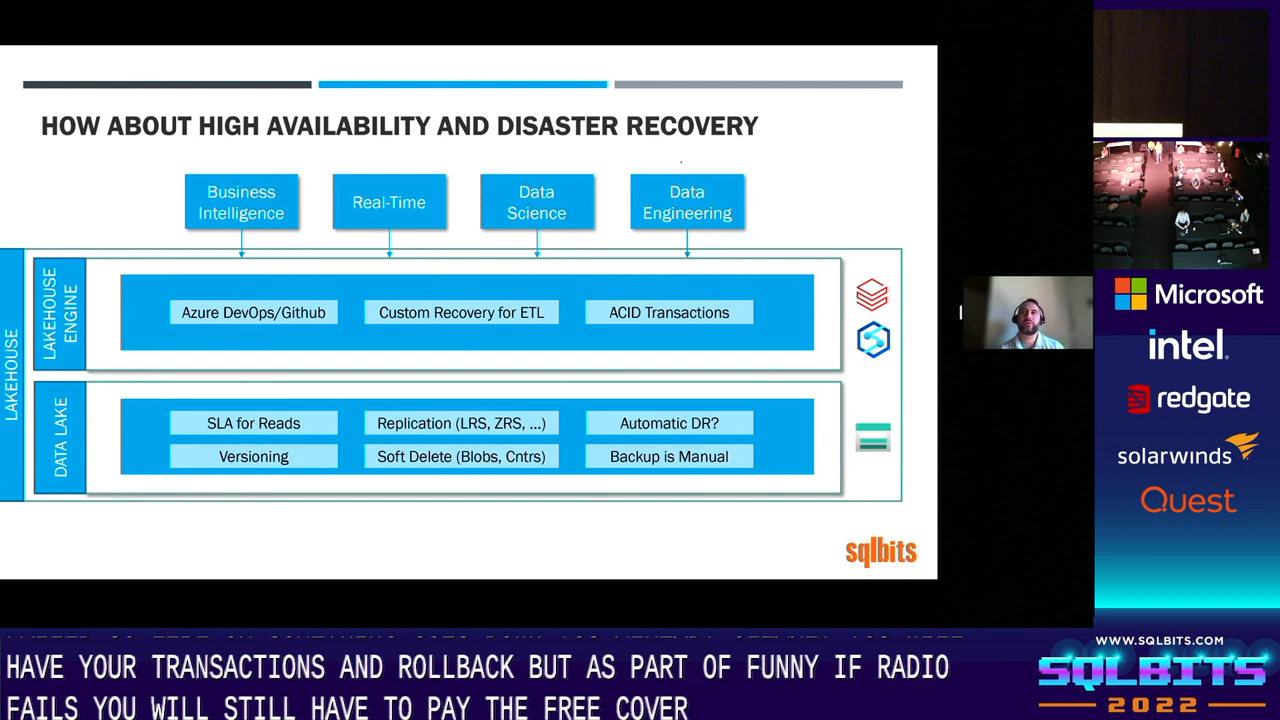 HOW ABOUT HIGH AVAILABILITY AND DISASTER RECOVERY
Business
Intelligence
Real-Time
Data
Science
Data
Engineering
LAKEHOUSE
LAKEHOUSE
ENGINE
Azure DevOps/Github
Custom Recovery for ETL
ACID Transactions
DATA LAKE
SLA for Reads
Replication (LRS, ZRS, ...)
Automatic DR?
Versioning
Soft Delete (Blobs, Cntrs)
Backup is Manual
sqlbits
Microsoft
intel.
redgate
solarwinds
Quest
WWW.SQLBITS.COM
SQLBITS
2022
HAVE YOUR TRANSACTIONS AND ROLLBACK BUT AS PART OF FUNNY IF RADIO
FAILS YOU WILL STILL HAVE TO PAY THE FREE COVER